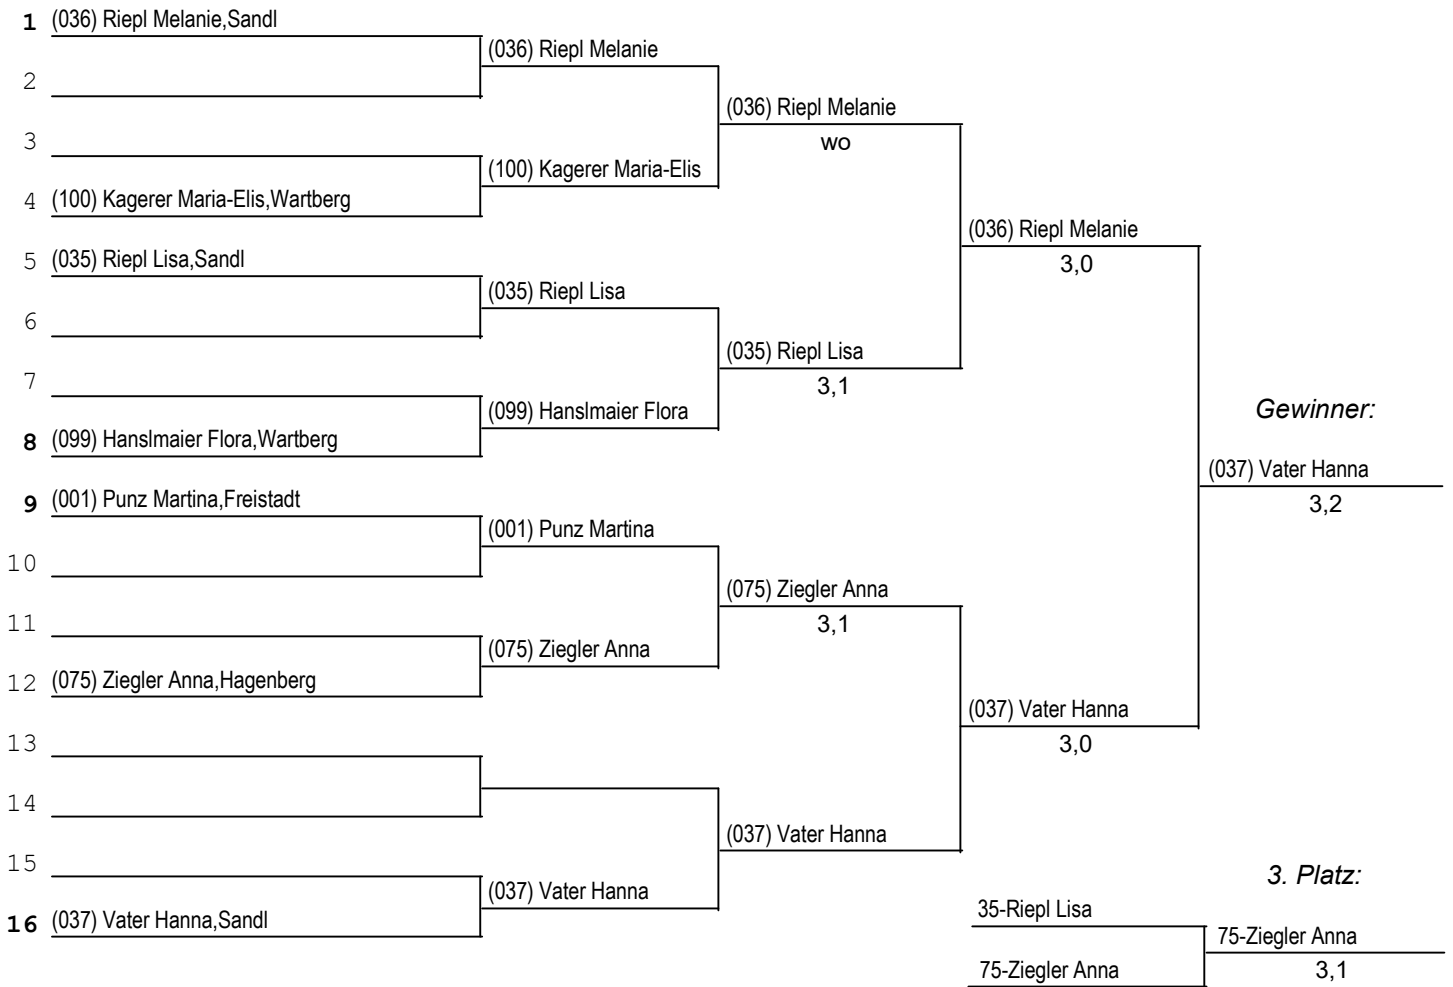 1 (036) Riepl Melanie,Sandl
(036) Riepl Melanie
2
(036) Riepl Melanie
wo
3
(100) Kagerer Maria-Elis
4 (100) Kagerer Maria-Elis,Wartberg
(036) Riepl Melanie
3,0
5 (035) Riepl Lisa,Sandl
(035) Riepl Lisa
6
(035) Riepl Lisa
3,1
7
(099) Hanslmaier Flora
Gewinner:
8 (099) Hanslmaier Flora,Wartberg
(037) Vater Hanna
3,2
9 (001) Punz Martina,Freistadt
(001) Punz Martina
10
(075) Ziegler Anna
3,1
11
(075) Ziegler Anna
12 (075) Ziegler Anna,Hagenberg
(037) Vater Hanna
3,0
13
14
(037) Vater Hanna
15
(037) Vater Hanna
3. Platz:
16 (037) Vater Hanna,Sandl
35-Riepl Lisa
75-Ziegler Anna
3,1
75-Ziegler Anna